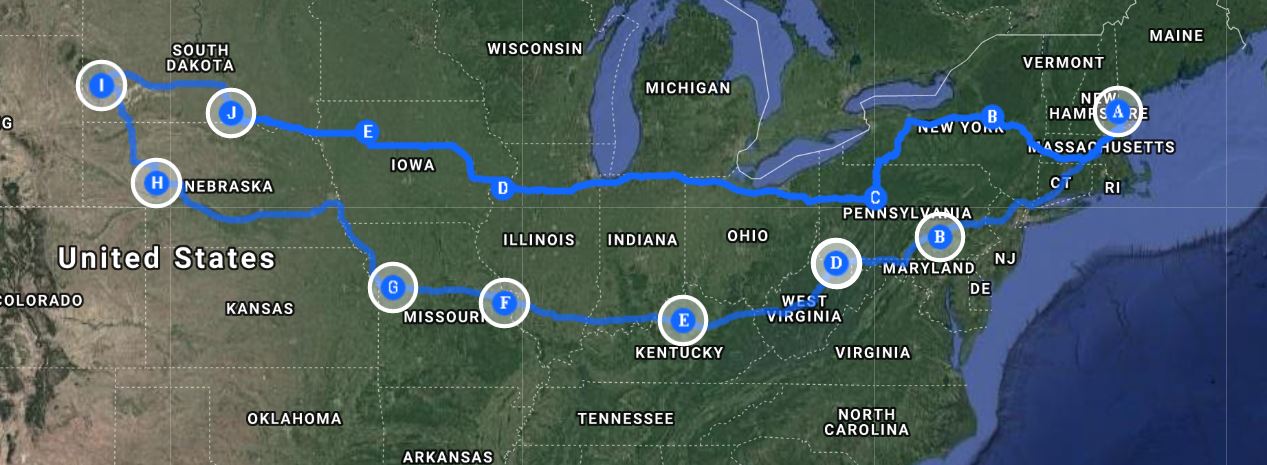 MAINE
WISCONSIN
SOUTH
DAKOTA
VERMONT
I
MICHIGAN
NEW
HAMPSHIRE
A
J
B
G
NEW YORK
E
MASSACHUSETTS
IOWA
H
NEBRASKA
D
CT
RI
C
PENNSYLVANIA
ILLINOIS
INDIANA
OHIO
B
United States
NJ
D
MARYLAND
DE
G
COLORADO
F
KANSAS
WEST
VIRGINIA
MISSOURI
E
KENTUCKY
VIRGINIA
OKLAHOMA
TENNESSEE
NORTH
CAROLINA
ARKANSAS